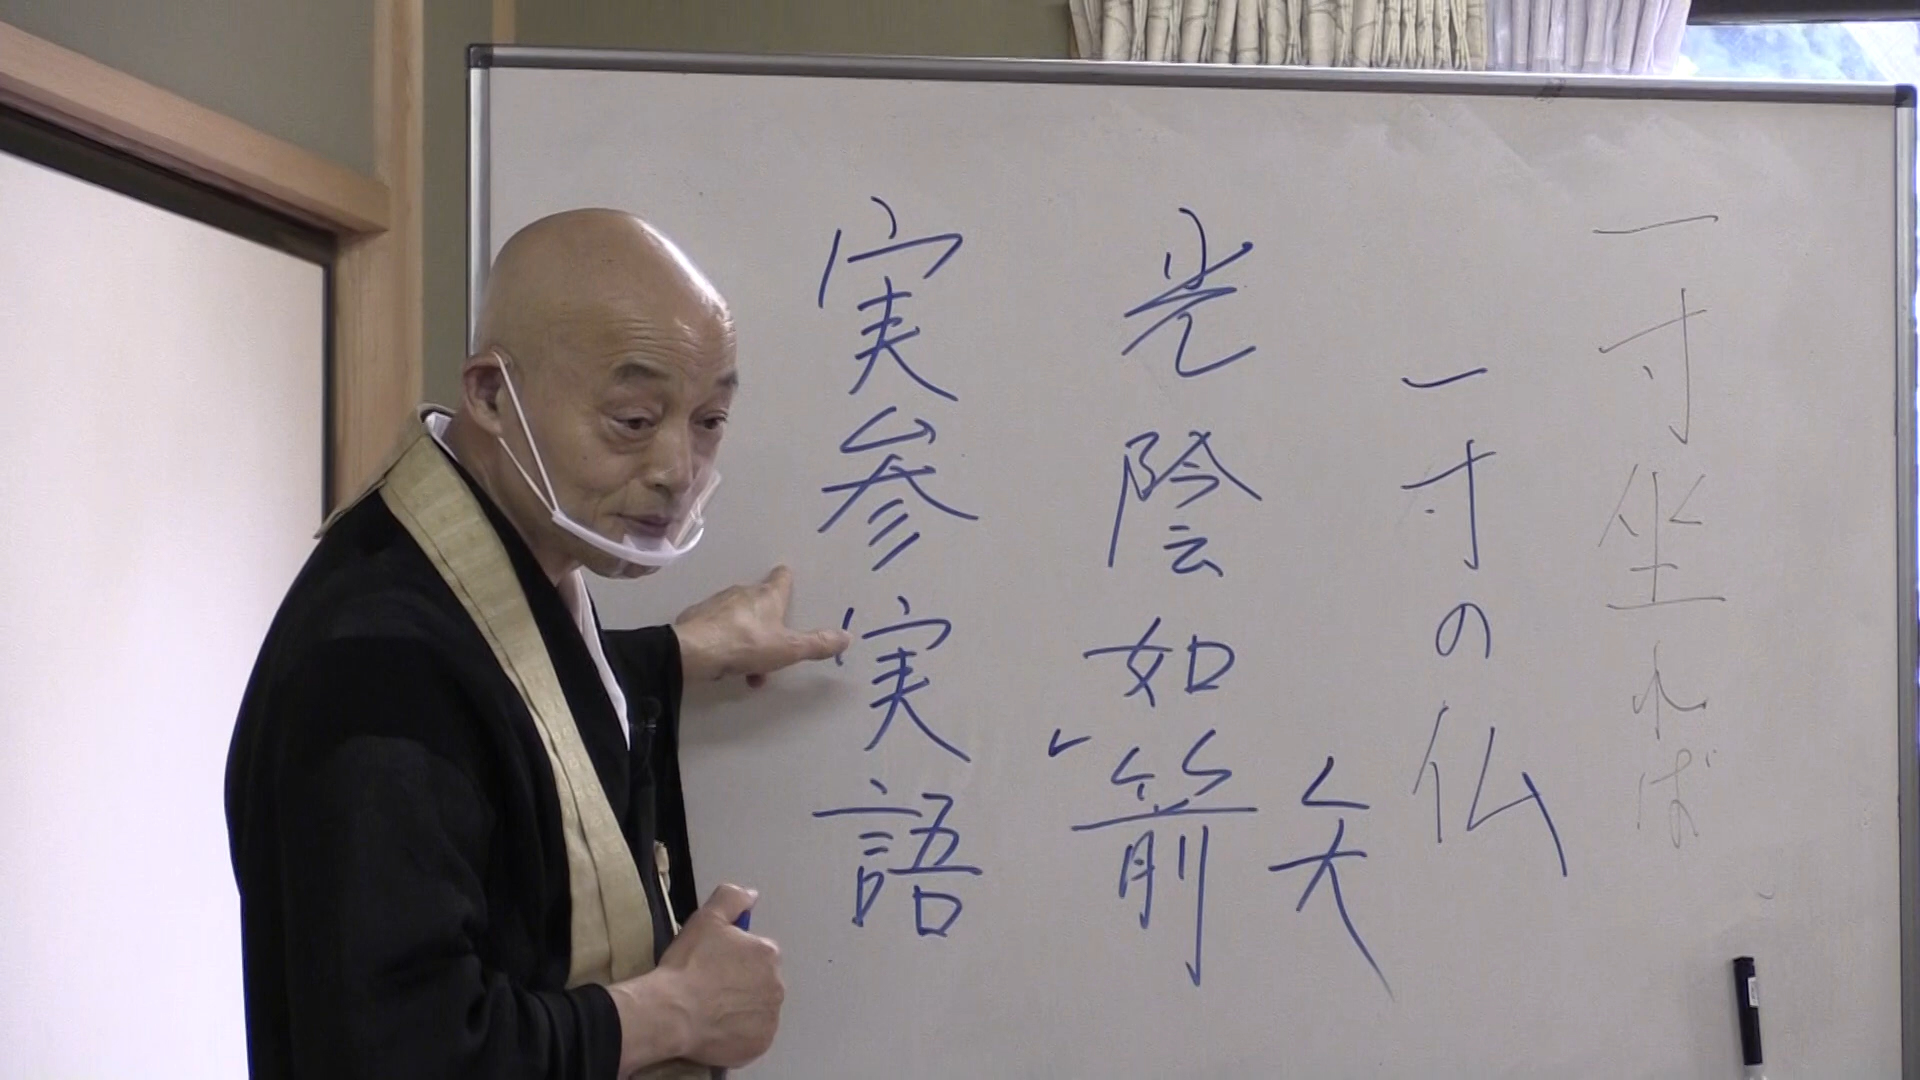 一寸坐れば
一寸の仏
矢
光陰如箭
実参実語